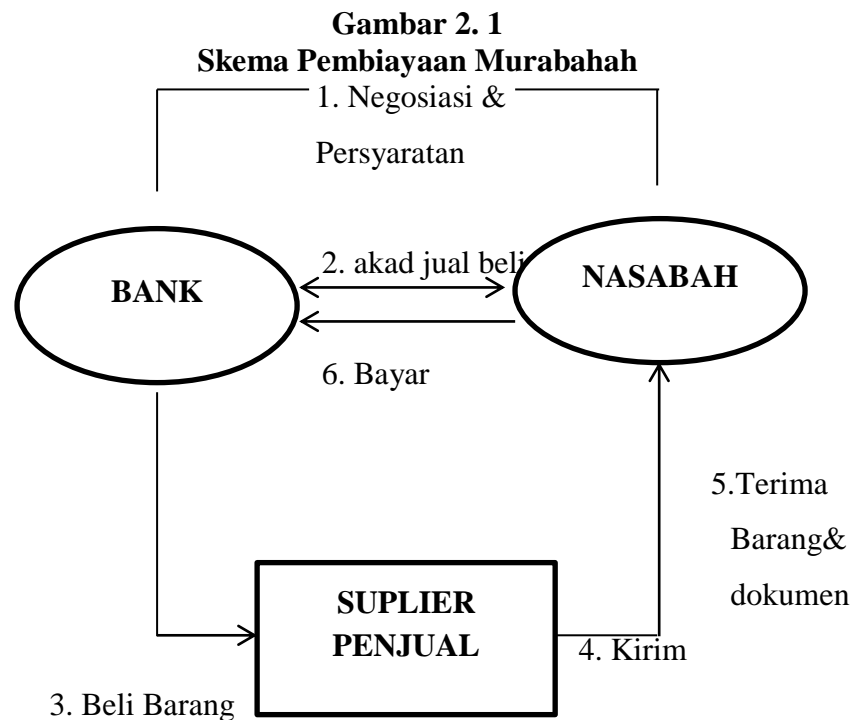 Gambar 2. 1
Skema Pembiayaan Murabahah
1. Negosiasi &
Persyaratan
2. akad jual beli
BANK
NASABAH
6. Bayar
5.Terima
Barang&
dokumen
SUPLIER
PENJUAL
4. Kirim
3. Beli Barang